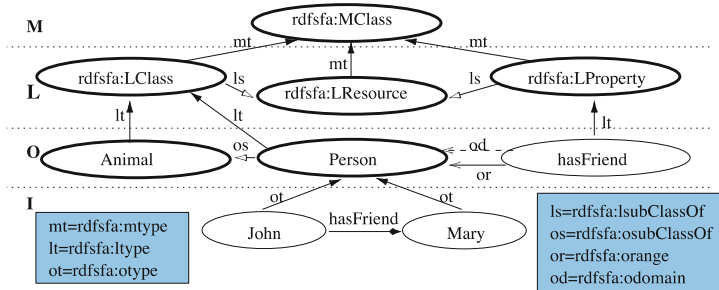 M
rdfsfa:MClass
mt
mt
mt
L
rdfsfa:LClass
ls
rdfsfa:LResource
ls
rdfsfa:LProperty
lt
lt
lt
O
Animal
os
Person
od
or
hasFriend
I
ot
ot
John
hasFriend
Mary
mt=rdfsfa:mtype
lt=rdfsfa:ltype
ot=rdfsfa:otype
ls=rdfsfa:lsubClassOf
os=rdfsfa:osubClassOf
or=rdfsfa:orange
od=rdfsfa:odomain